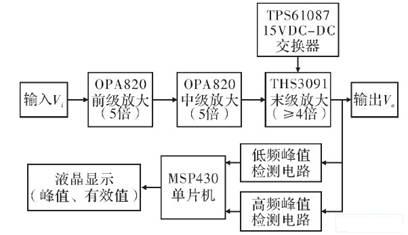 TPS61087
15VDC-DC
交换器
输入Vi
OPA820
前级放大
(5倍)
OPA820
中级放大
(5倍)
THS3091
末级放大
(≥4倍)
输出Vo
液晶显示
(峰值、有效值)
MSP430
单片机
低频峰值
检测电路
高频峰值
检测电路